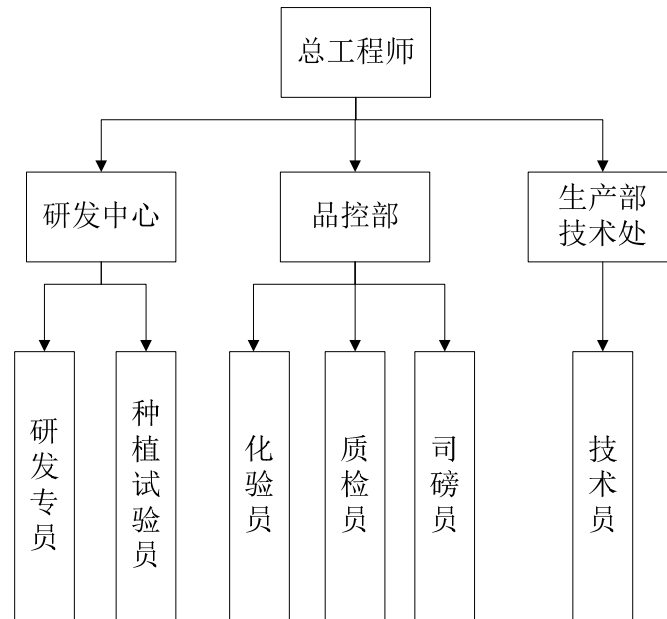 总工程师
研发中心
品控部
生产部
技术处
研发专员
种植试验员
化验员
质检员
司磅员
技术员